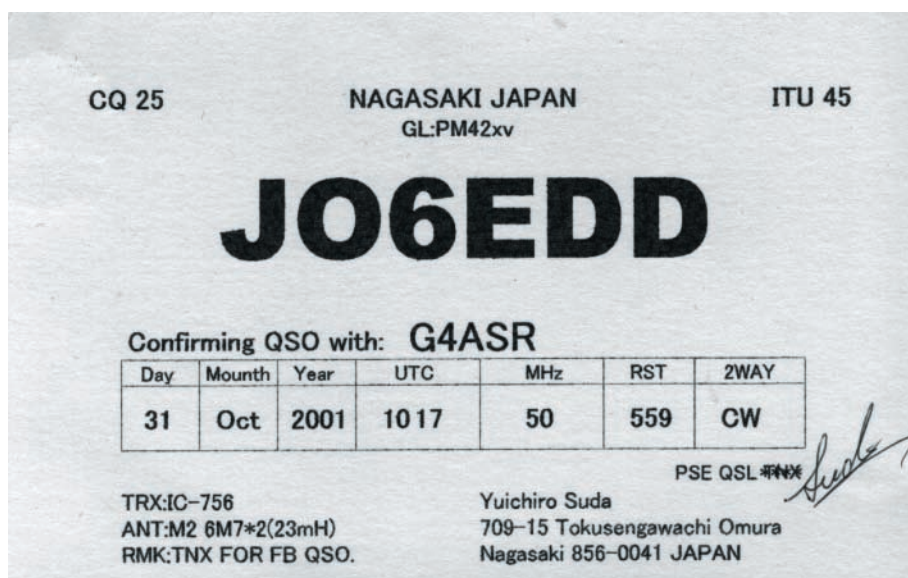 CQ 25 NAGASAKI JAPAN ITU 45
GL:PM42xv
JO6EDD
Confirming QSO with: G4ASR
Day Mounth Year UTC MHz RST 2WAY
31 Oct 2001 1017 50 559 CW
PSE QSL TNX
Suda
TRX:IC-756
ANT:M2 6M7*2(23mH)
RMK:TNX FOR FB QSO.
Yuichiro Suda
709-15 Tokusengawachi Omura
Nagasaki 856-0041 JAPAN